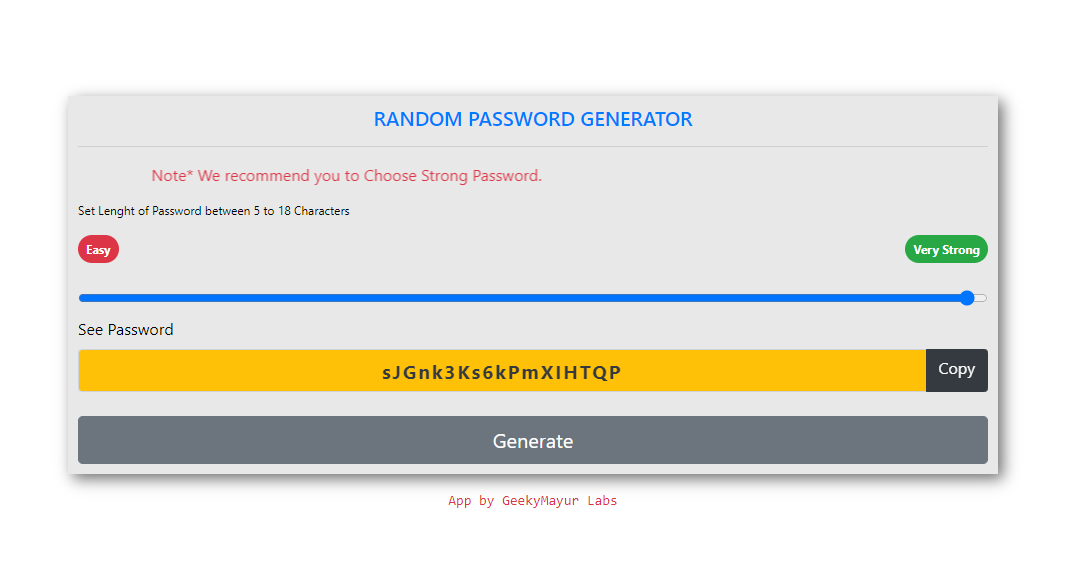 RANDOM PASSWORD GENERATOR
Note* We recommend you to Choose Strong Password.
Set Lenght of Password between 5 to 18 Characters
Easy Very Strong
See Password
sJGnk3Ks6kPmXIHTQP Copy
Generate
App by GeekyMayur Labs